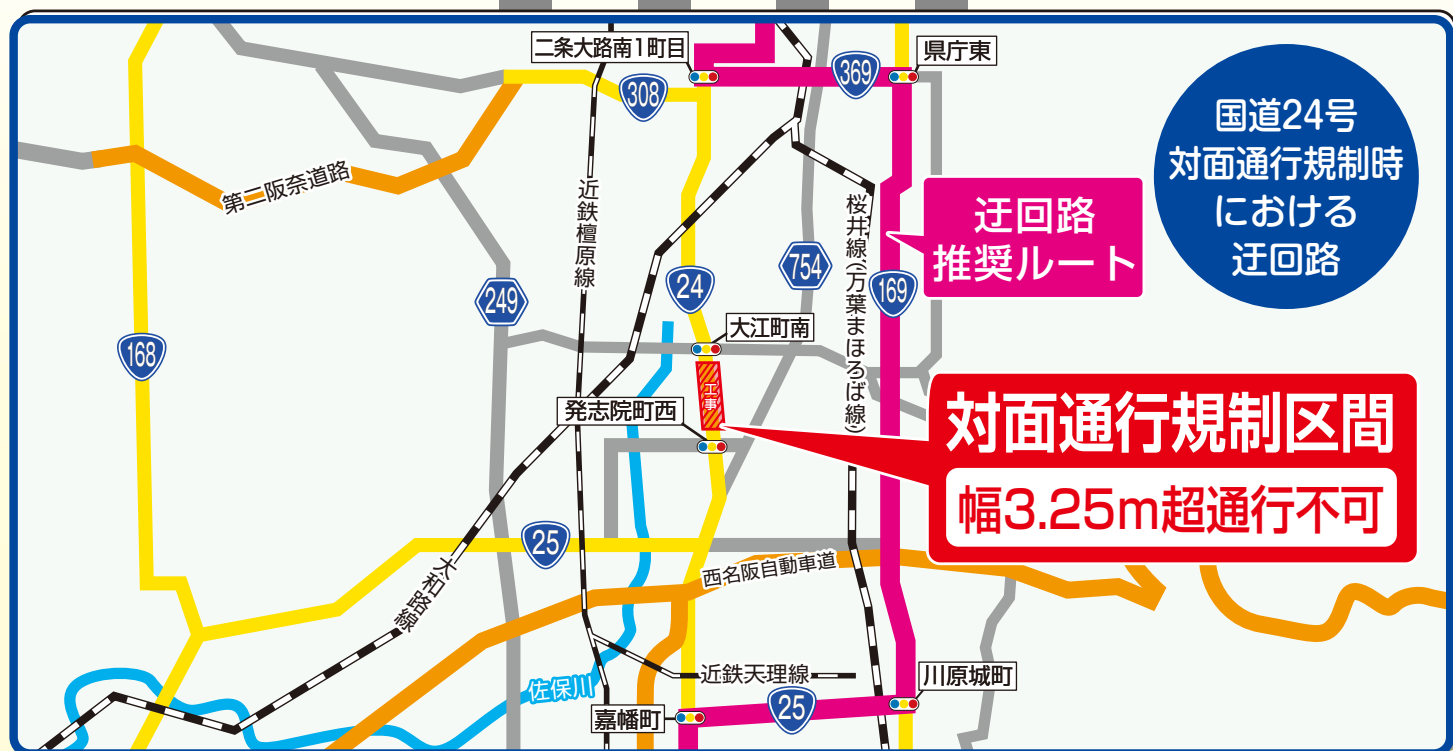 二条大路南1町目
県庁東
369
308
国道24号
対面通行規制時
における
迂回路
第二阪奈道路
近鉄橿原線
桜井線(万葉まほろば線)
迂回路
推奨ルート
754
24
169
249
168
大江町南
工事
発志院町西
対面通行規制区間
幅3.25m超通行不可
25
西名阪自動車道
大和路線
近鉄天理線
川原城町
佐保川
嘉幡町
25